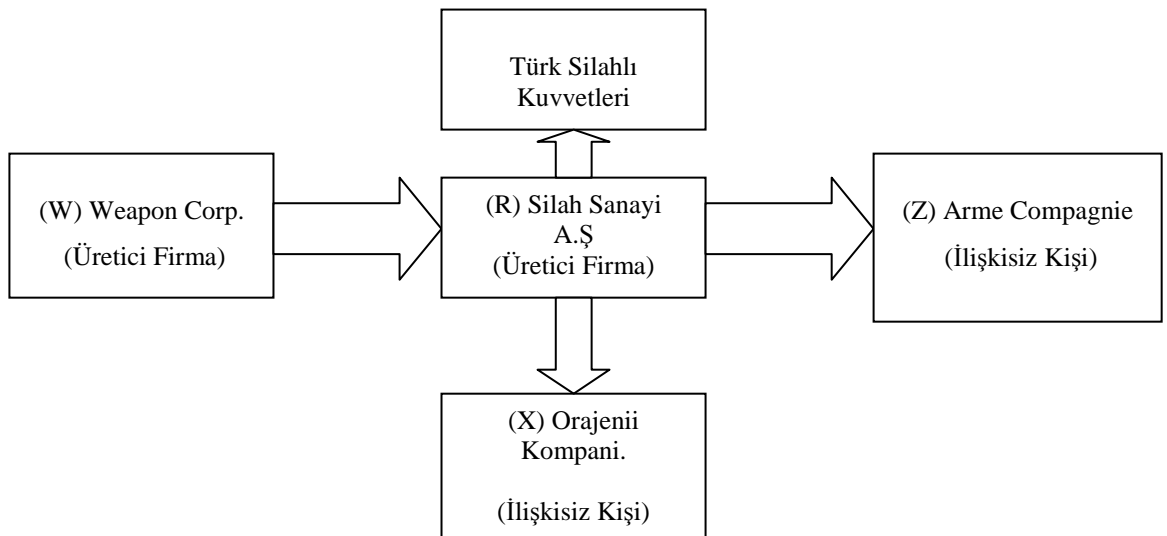 Türk Silahlı
Kuvvetleri
(W) Weapon Corp.
(Üretici Firma)
(R) Silah Sanayi
A.Ş
(Üretici Firma)
(Z) Arme Compagnie
(İlişkisiz Kişi)
(X) Orajenii
Kompani.
(İlişkisiz Kişi)